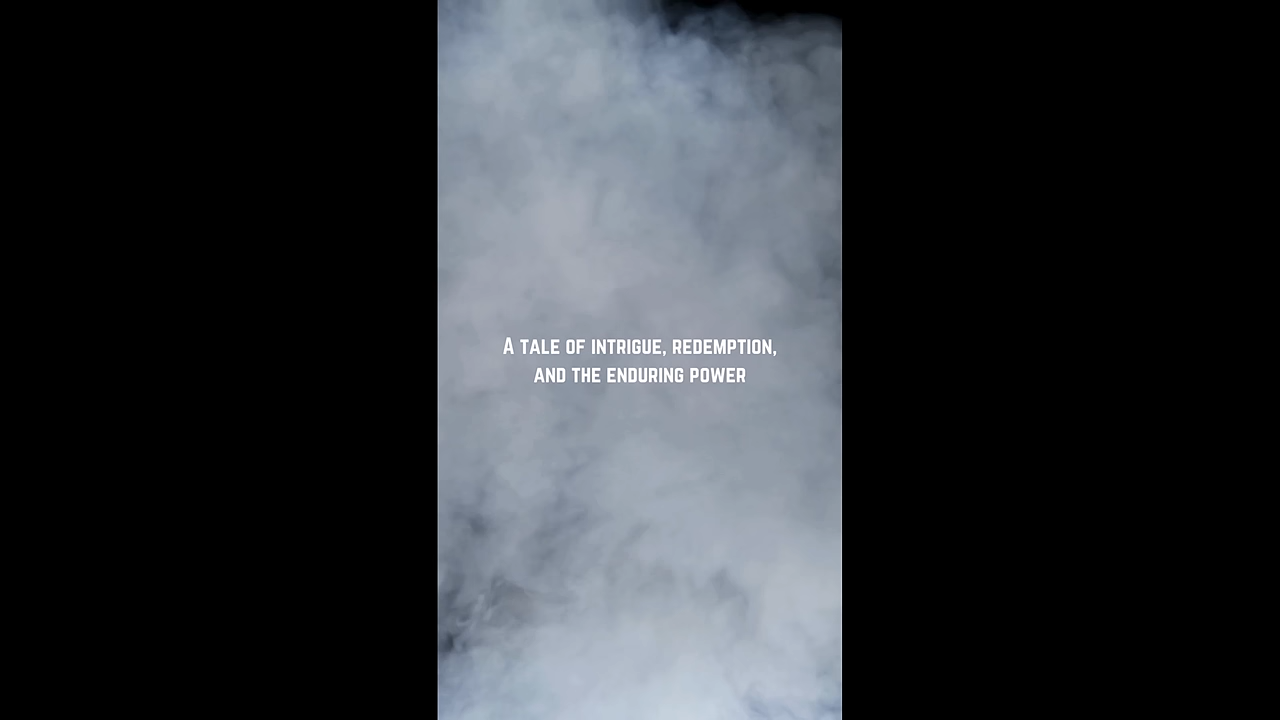 A TALE OF INTRIGUE, REDEMPTION,
AND THE ENDURING POWER